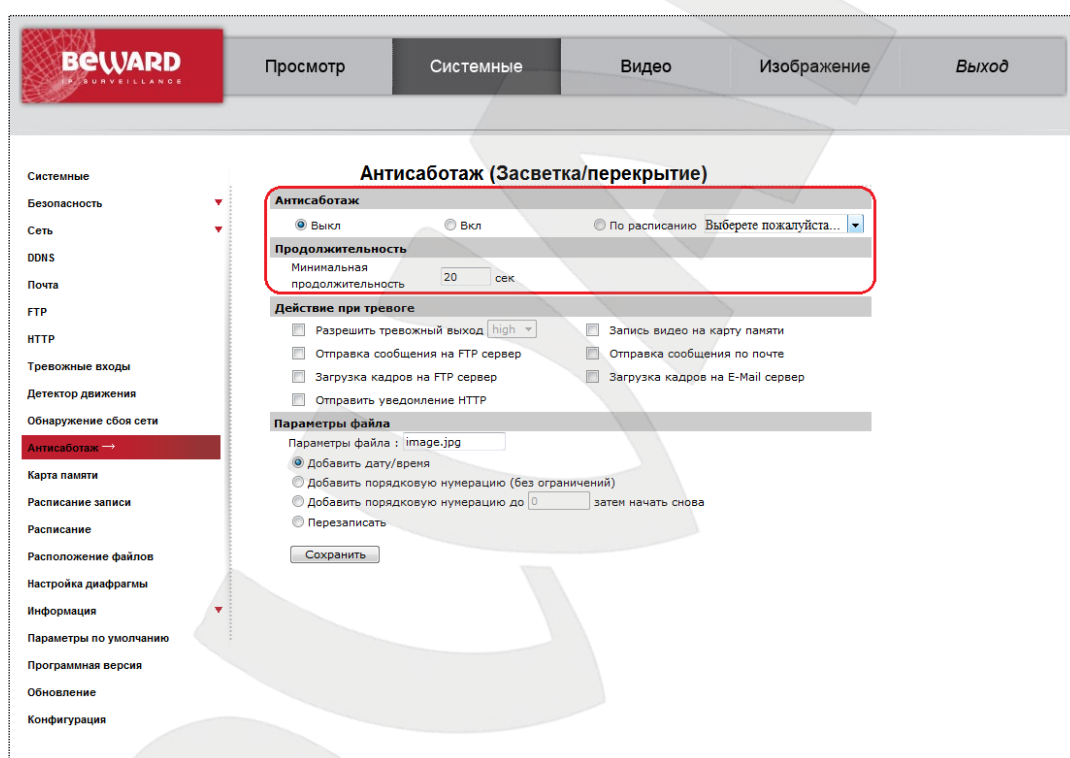 BEWARD
IP SURVEILLANCE
Просмотр
Системные
Видео
Изображение
Выход
Системные
Безопасность
Сеть
DDNS
Почта
FTP
HTTP
Тревожные входы
Детектор движения
Обнаружение сбоя сети
Антисаботаж →
Карта памяти
Расписание записи
Расписание
Расположение файлов
Настройка диафрагмы
Информация
Параметры по умолчанию
Программная версия
Обновление
Конфигурация
Антисаботаж (Засветка/перекрытие)
Антисаботаж
Выкл Вкл По расписанию Выберете пожалуйста...
Продолжительность
Минимальная
продолжительность 20 сек
Действие при тревоге
Разрешить тревожный выход high Запись видео на карту памяти
Отправка сообщения на FTP сервер Отправка сообщения по почте
Загрузка кадров на FTP сервер Загрузка кадров на E-Mail сервер
Отправить уведомление HTTP
Параметры файла
Параметры файла : image.jpg
Добавить дату/время
Добавить порядковую нумерацию (без ограничений)
Добавить порядковую нумерацию до 0 затем начать снова
Перезаписать
Сохранить